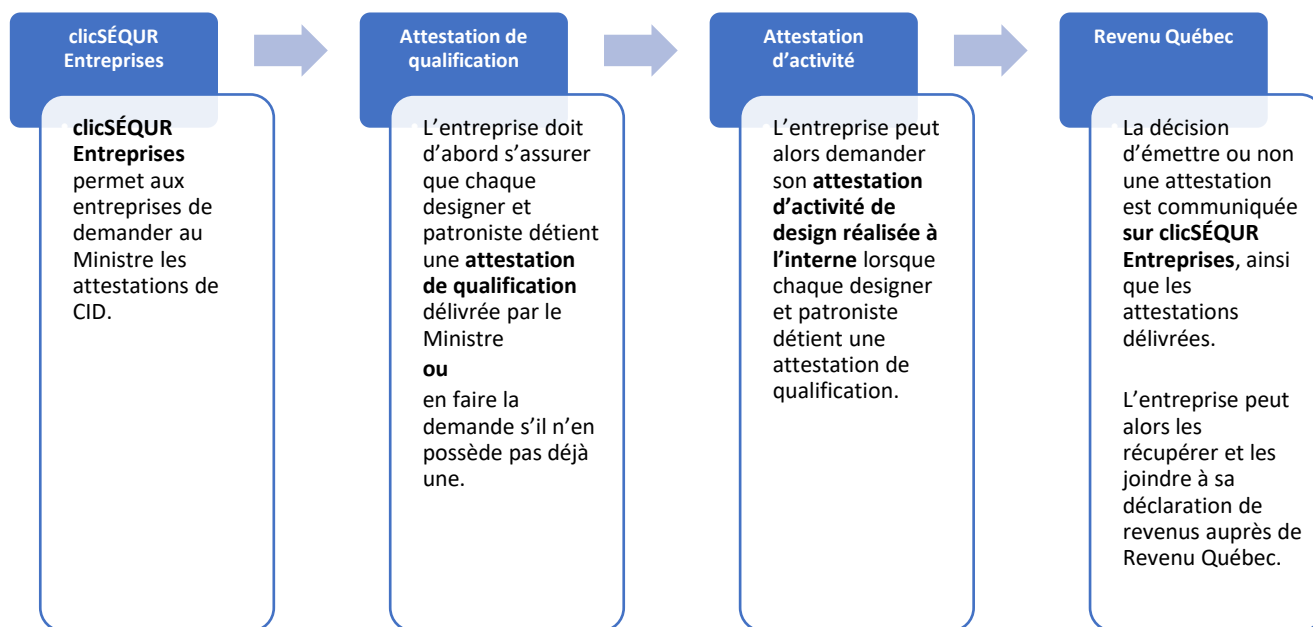 clicSÉQUR
Entreprises
clicSÉQUR
Entreprises
permet aux
entreprises de
demander au
Ministre les
attestations de
CID.
Attestation de
qualification
L’entreprise doit
d’abord s’assurer
que chaque
designer et
patroniste détient
une attestation
de qualification
délivrée par le
Ministre
ou
en faire la
demande s’il n’en
possède pas déjà
une.
Attestation
d’activité
L’entreprise peut
alors demander
son attestation
d’activité de
design réalisée à
l’interne lorsque
chaque designer
et patroniste
détient une
attestation de
qualification.
Revenu Québec
La décision
d’émettre ou non
une attestation
est communiquée
sur clicSÉQUR
Entreprises, ainsi
que les
attestations
délivrées.
L’entreprise peut
alors les
récupérer et les
joindre à sa
déclaration de
revenus auprès de
Revenu Québec.